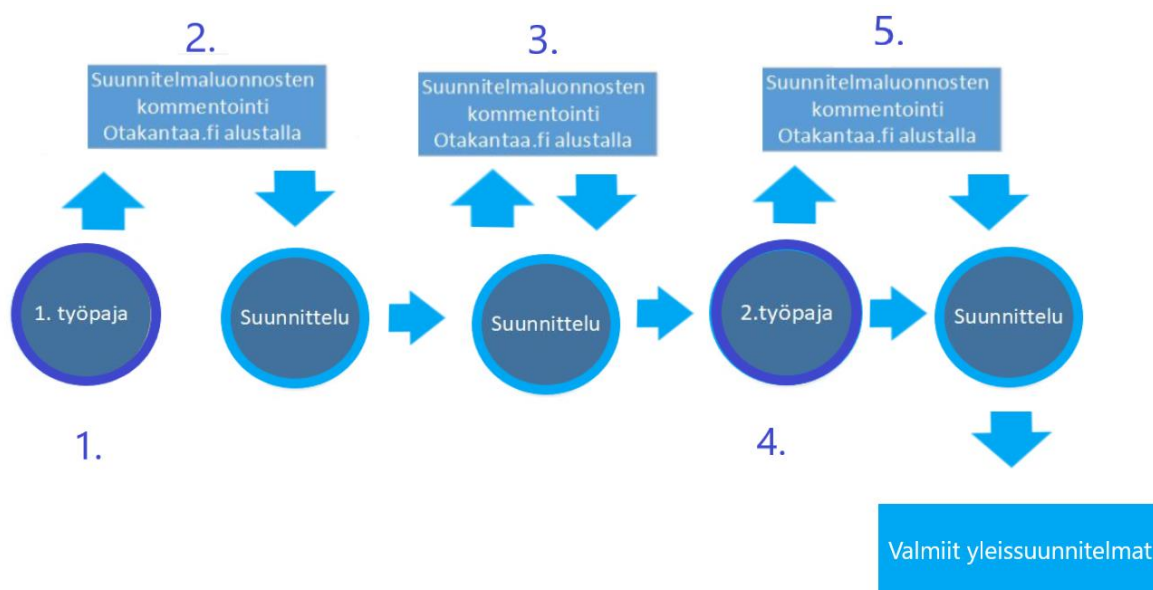 2.
3.
5.
Suunnitelmaluonnosten
kommentointi
Otakantaa.fi alustalla
Suunnitelmaluonnosten
kommentointi
Otakantaa.fi alustalla
Suunnitelmaluonnosten
kommentointi
Otakantaa.fi alustalla
1. työpaja
Suunnittelu
Suunnittelu
2.työpaja
Suunnittelu
1.
4.
Valmiit yleissuunnitelmat